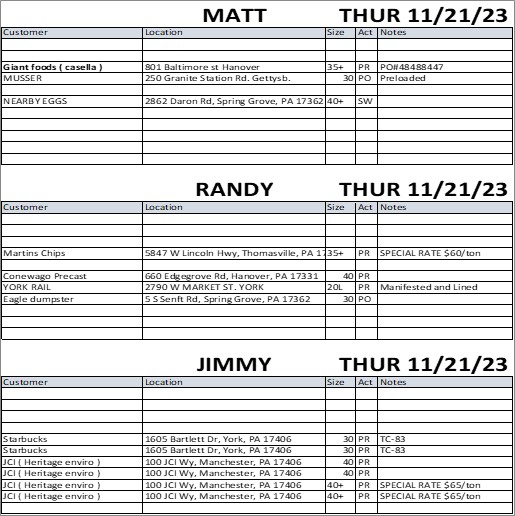 MATT THUR 11/21/23
Customer Location Size Act Notes
Giant foods ( casella ) 801 Baltimore st Hanover 35+ PR PO#48488447
MUSSER 250 Granite Station Rd. Gettysb. 30 PO Preloaded
NEARBY EGGS 2862 Daron Rd, Spring Grove, PA 17362 40+ SW
RANDY THUR 11/21/23
Customer Location Size Act Notes
Martins Chips 5847 W Lincoln Hwy, Thomasville, PA 17 35+ PR SPECIAL RATE $60/ton
Conewago Precast 660 Edgegrove Rd, Hanover, PA 17331 40 PR
YORK RAIL 2790 W MARKET ST. YORK 20L PR Manifested and Lined
Eagle dumpster 5 S Senft Rd, Spring Grove, PA 17362 30 PO
JIMMY THUR 11/21/23
Customer Location Size Act Notes
Starbucks 1605 Bartlett Dr, York, PA 17406 30 PR TC-83
Starbucks 1605 Bartlett Dr, York, PA 17406 30 PR TC-83
JCI ( Heritage enviro ) 100 JCI Wy, Manchester, PA 17406 40 PR
JCI ( Heritage enviro ) 100 JCI Wy, Manchester, PA 17406 40 PR
JCI ( Heritage enviro ) 100 JCI Wy, Manchester, PA 17406 40+ PR SPECIAL RATE $65/ton
JCI ( Heritage enviro ) 100 JCI Wy, Manchester, PA 17406 40+ PR SPECIAL RATE $65/ton